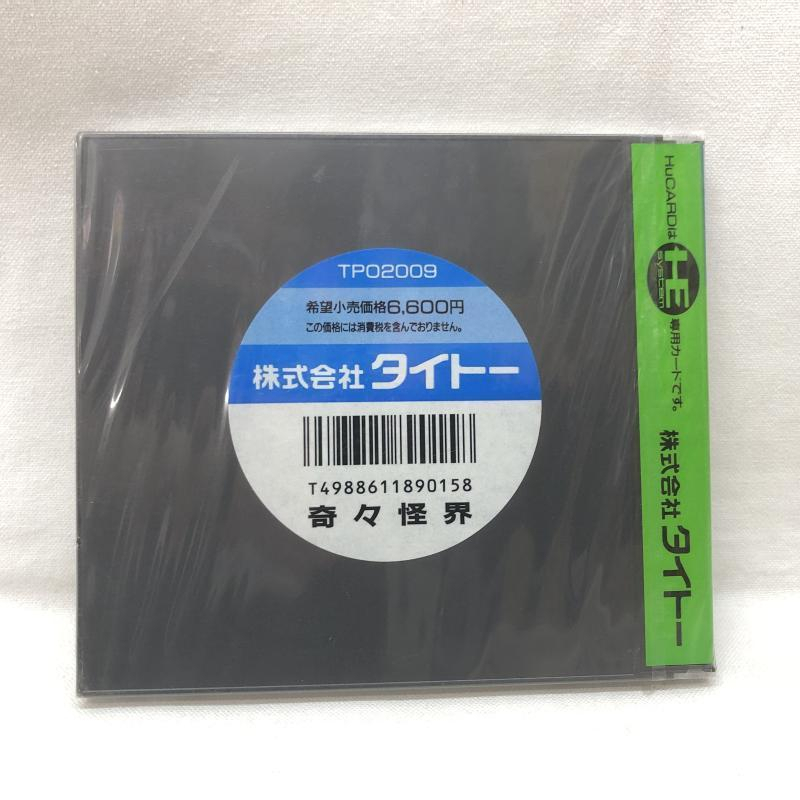 TP02009
希望小売価格6,600円
この価格には消費税を含んでおりません。
株式会社タイトー
T4988611890158
奇々怪界
HuCARDは HE SYSTEM 専用カードです。 株式会社タイトー